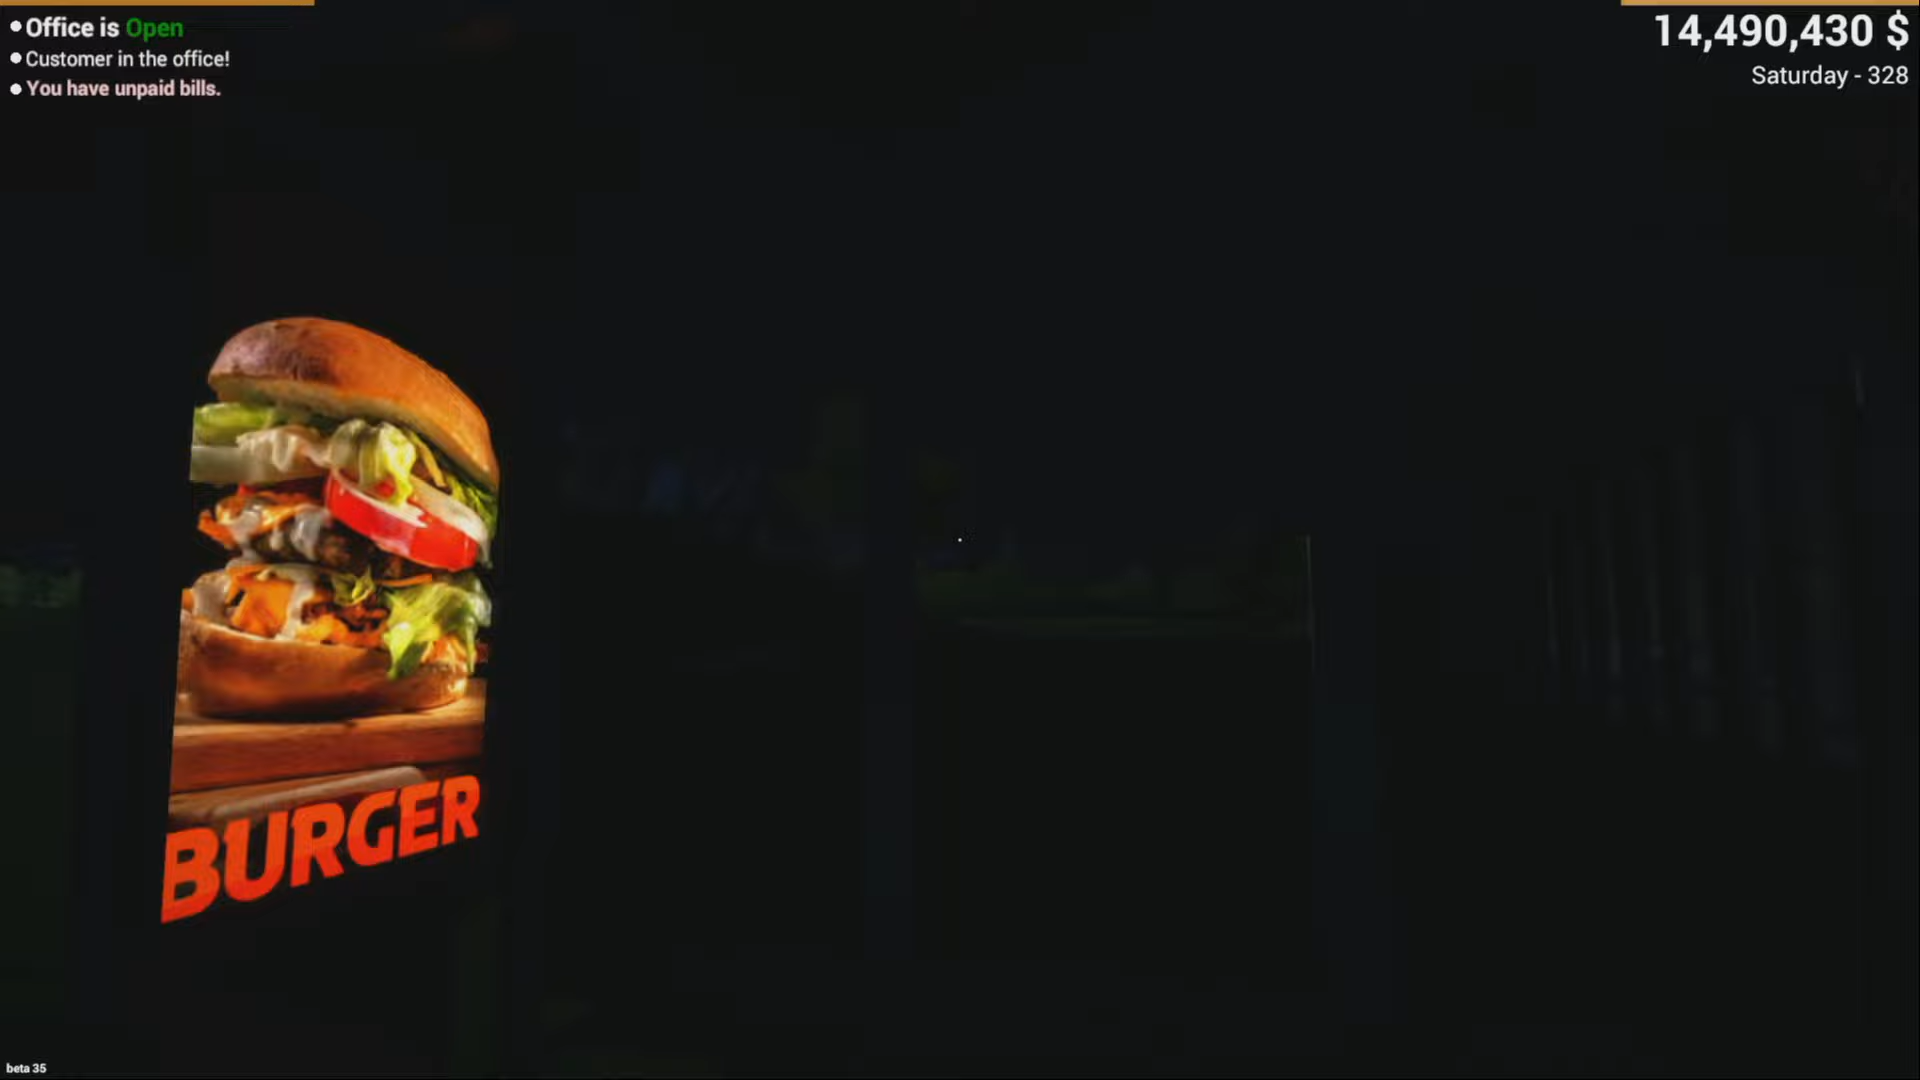 Office is Open
Customer in the office!
You have unpaid bills.
14,490,430 $
Saturday - 328
BURGER
beta 35